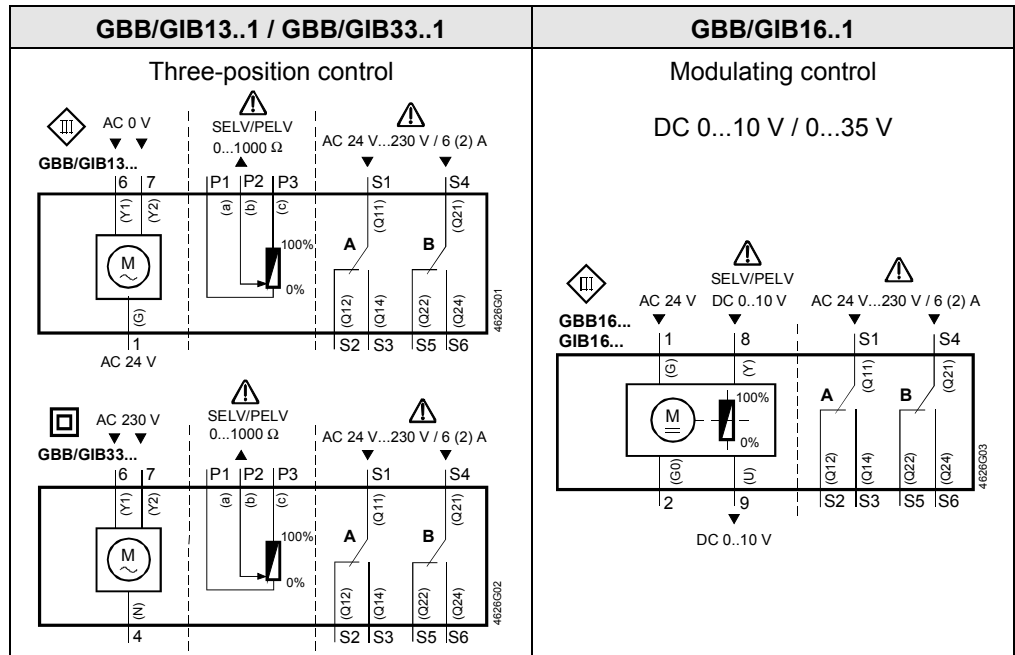 GBB/GIB13..1 / GBB/GIB33..1
Three-position control
AC 0 V
SELV/PELV
0...1000 Ω
AC 24 V...230 V / 6 (2) A
III
GBB/GIB13...
6 7 P1 P2 P3 S1 S4
(Y1) (Y2) (a) (b) (c) (Q11) (Q21)
A B
100%
M
~
0%
(G) (Q12) (Q14) (Q22) (Q24)
4626G01
1 S2 S3 S5 S6
AC 24 V
AC 230 V
SELV/PELV
0...1000 Ω
AC 24 V...230 V / 6 (2) A
GBB/GIB33...
6 7 P1 P2 P3 S1 S4
(Y1) (Y2) (a) (b) (c) (Q11) (Q21)
A B
100%
M
~
0%
(N) (Q12) (Q14) (Q22) (Q24)
4626G02
4 S2 S3 S5 S6
GBB/GIB16..1
Modulating control
DC 0...10 V / 0...35 V
III
SELV/PELV
AC 24 V DC 0..10 V AC 24 V...230 V / 6 (2) A
GBB16...
GIB16...
1 8 S1 S4
(G) (Y) (Q11) (Q21)
A B
100%
M
0%
(G0) (U) (Q12) (Q14) (Q22) (Q24)
4626G03
2 9 S2 S3 S5 S6
DC 0..10 V